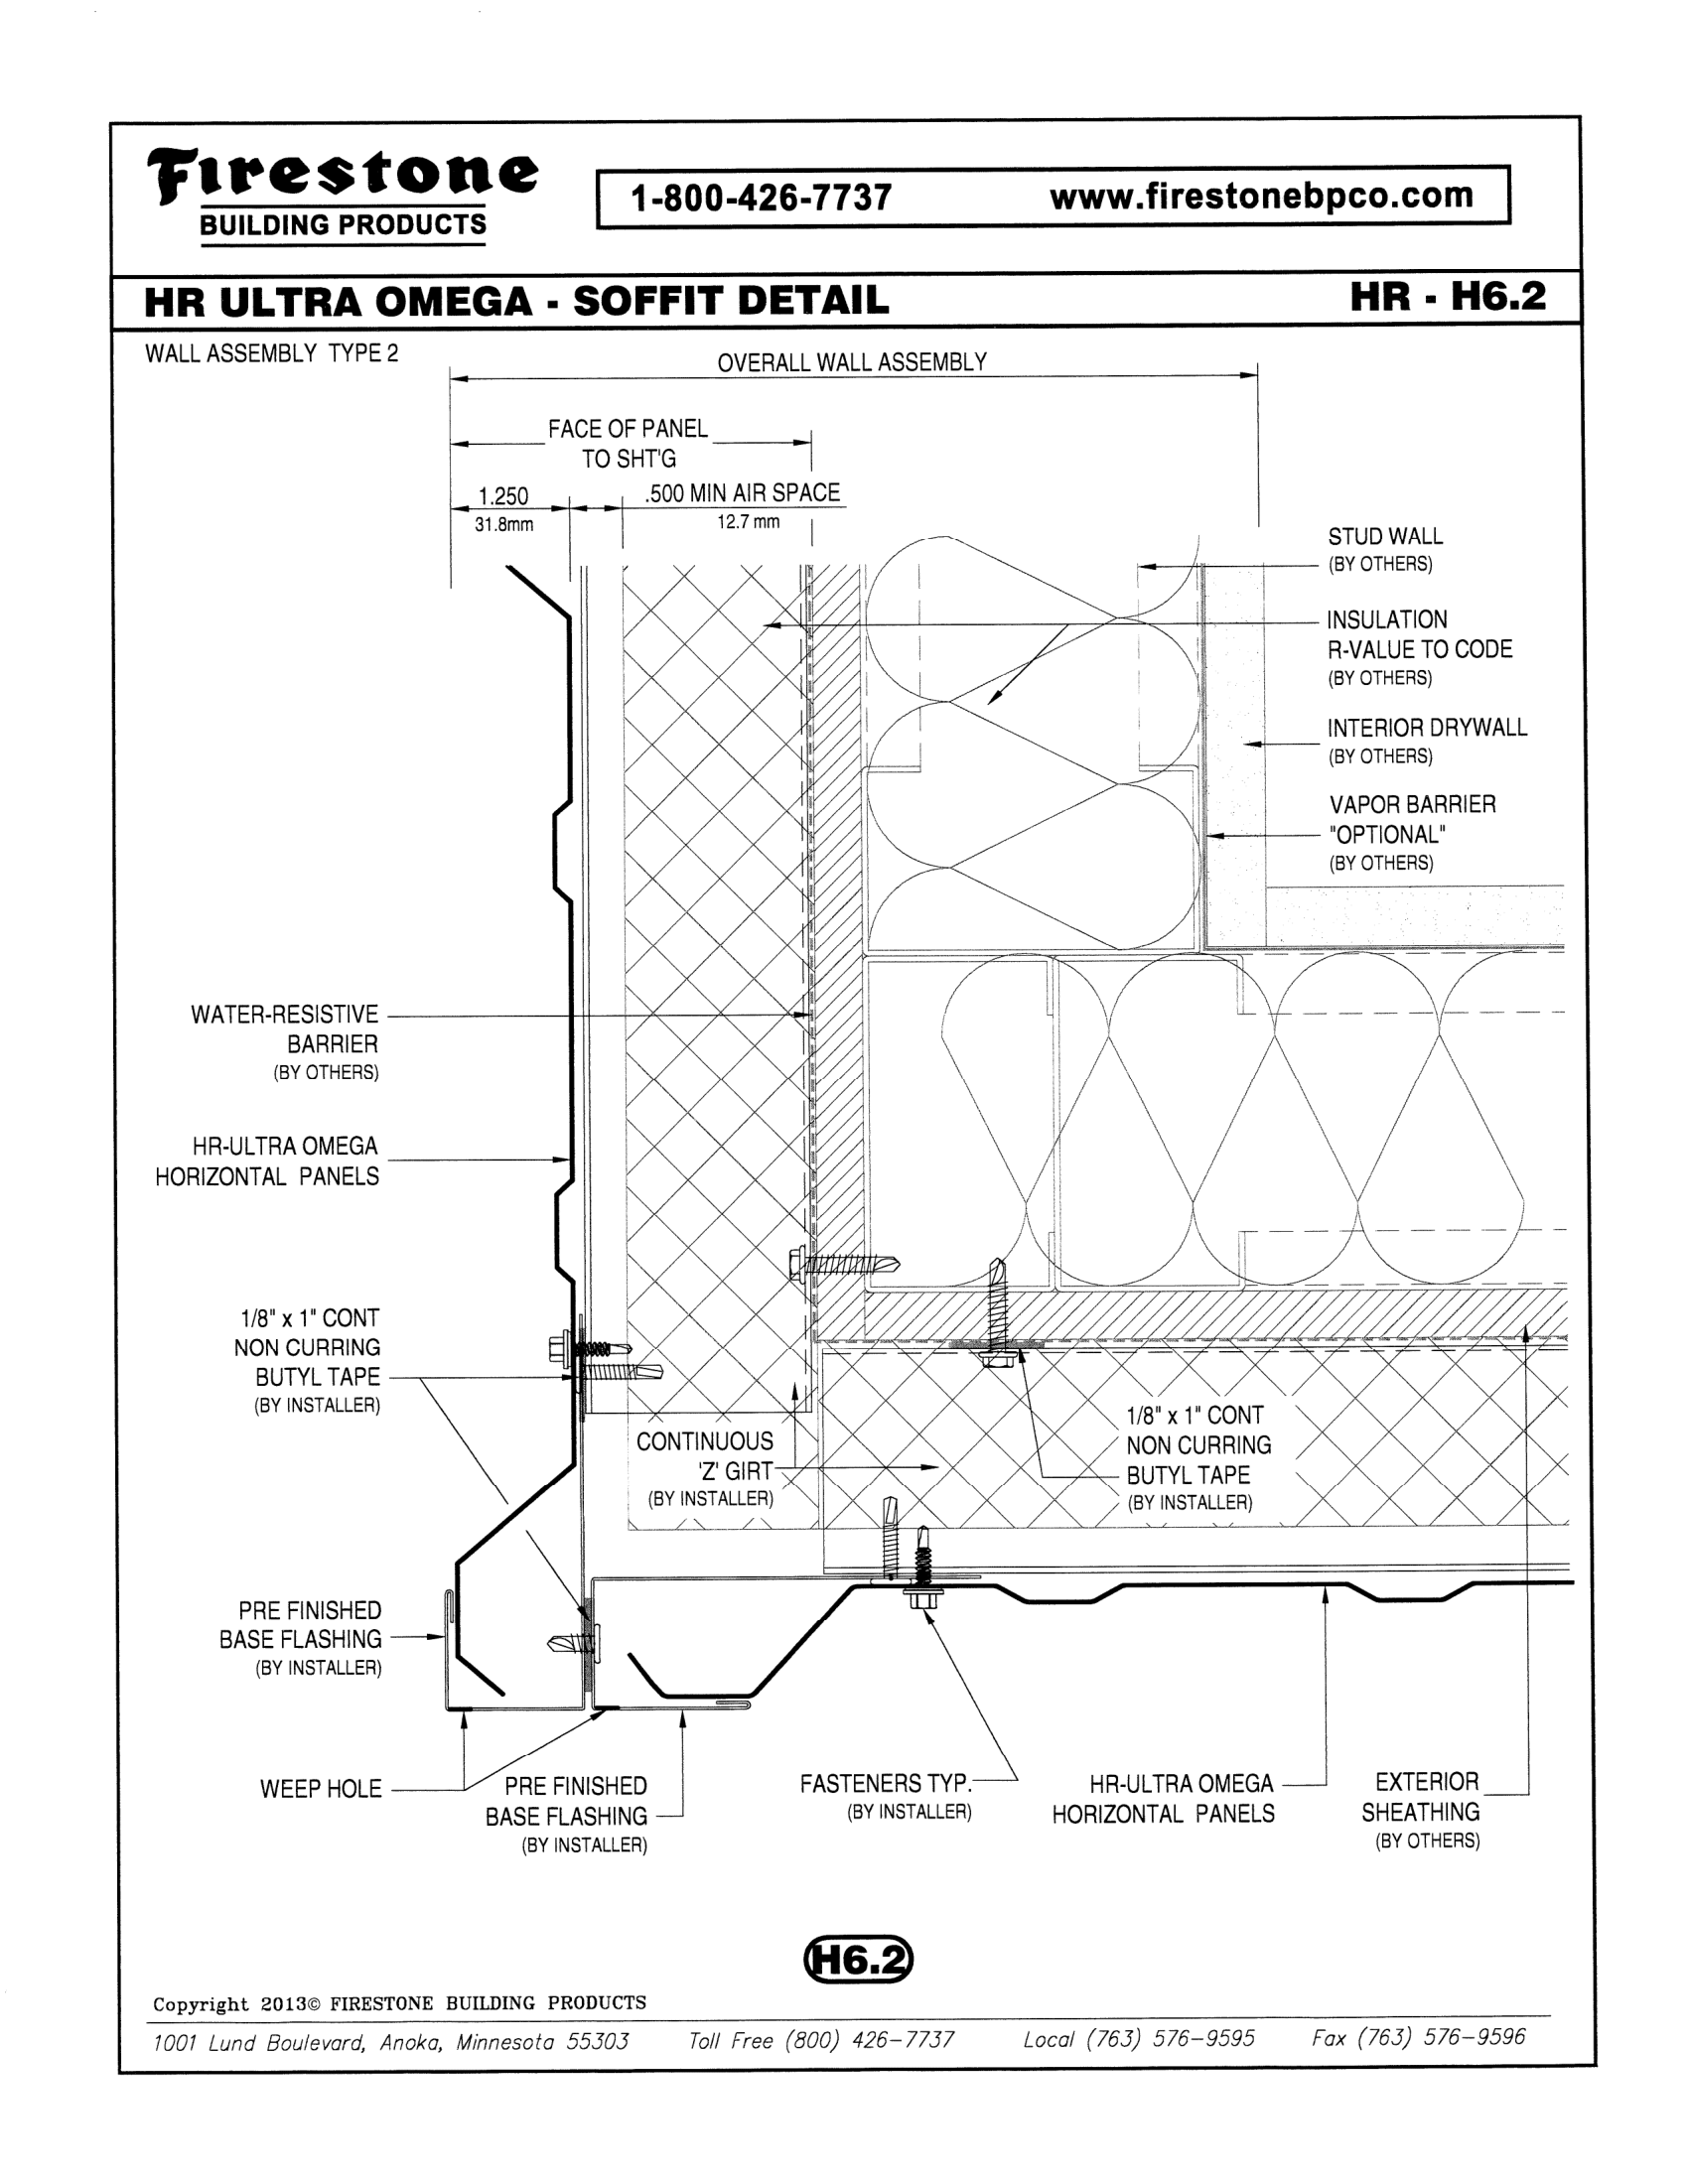 Firestone
BUILDING PRODUCTS
1-800-426-7737 www.firestonebpco.com
HR ULTRA OMEGA - SOFFIT DETAIL HR - H6.2
WALL ASSEMBLY TYPE 2
OVERALL WALL ASSEMBLY
FACE OF PANEL
TO SHT'G
1.250
31.8mm
.500 MIN AIR SPACE
12.7 mm
STUD WALL
(BY OTHERS)
INSULATION
R-VALUE TO CODE
(BY OTHERS)
INTERIOR DRYWALL
(BY OTHERS)
VAPOR BARRIER
"OPTIONAL"
(BY OTHERS)
WATER-RESISTIVE
BARRIER
(BY OTHERS)
HR-ULTRA OMEGA
HORIZONTAL PANELS
1/8" x 1" CONT
NON CURRING
BUTYL TAPE
(BY INSTALLER)
CONTINUOUS
'Z' GIRT
(BY INSTALLER)
1/8" x 1" CONT
NON CURRING
BUTYL TAPE
(BY INSTALLER)
PRE FINISHED
BASE FLASHING
(BY INSTALLER)
WEEP HOLE
PRE FINISHED
BASE FLASHING
(BY INSTALLER)
FASTENERS TYP.
(BY INSTALLER)
HR-ULTRA OMEGA
HORIZONTAL PANELS
EXTERIOR
SHEATHING
(BY OTHERS)
H6.2
Copyright 2013© FIRESTONE BUILDING PRODUCTS
1001 Lund Boulevard, Anoka, Minnesota 55303 Toll Free (800) 426-7737 Local (763) 576-9595 Fax (763) 576-9596